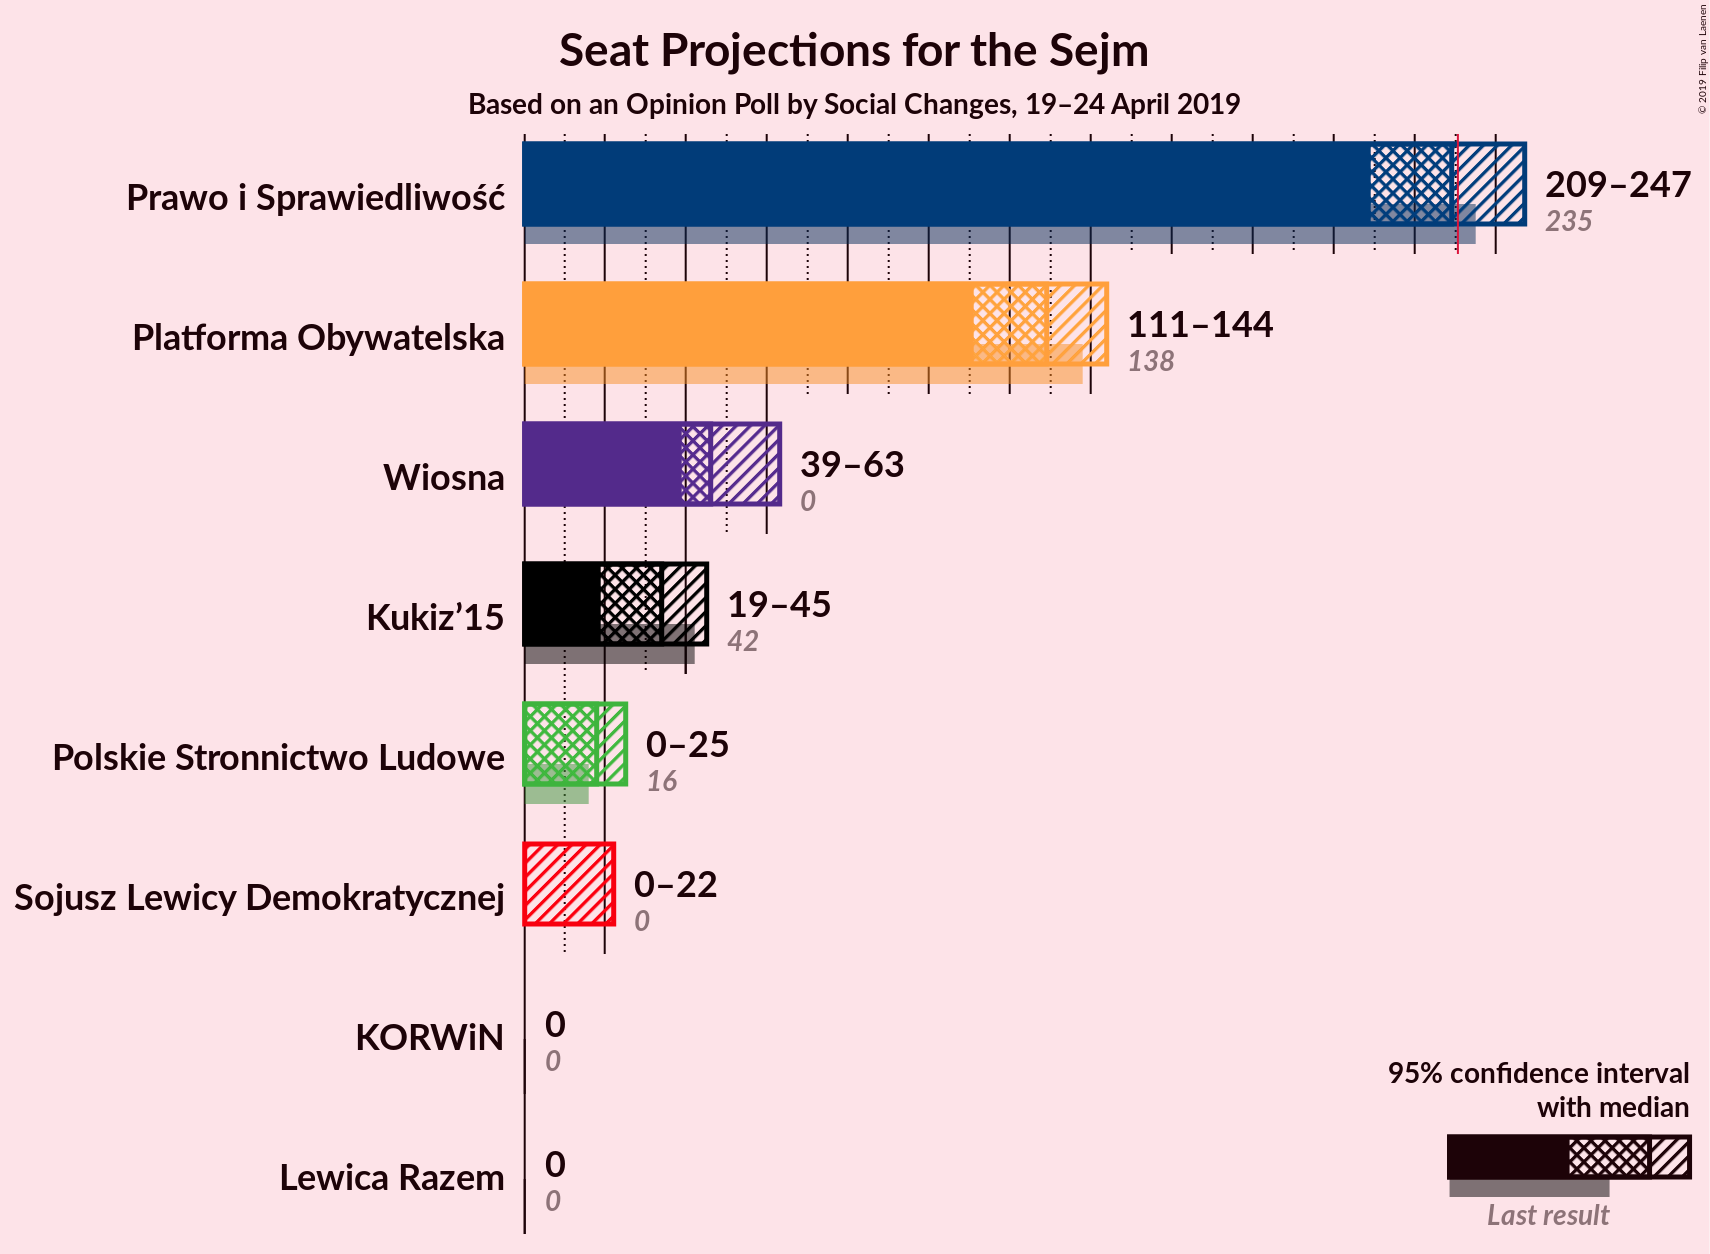 Seat Projections for the Sejm
Based on an Opinion Poll by Social Changes, 19–24 April 2019
© 2019 Filip van Laenen
Prawo i Sprawiedliwość
209–247
235
Platforma Obywatelska
111–144
138
Wiosna
39–63
0
Kukiz’15
19–45
42
Polskie Stronnictwo Ludowe
0–25
16
Sojusz Lewicy Demokratycznej
0–22
0
KORWiN
0
0
Lewica Razem
0
0
95% confidence interval
with median
Last result